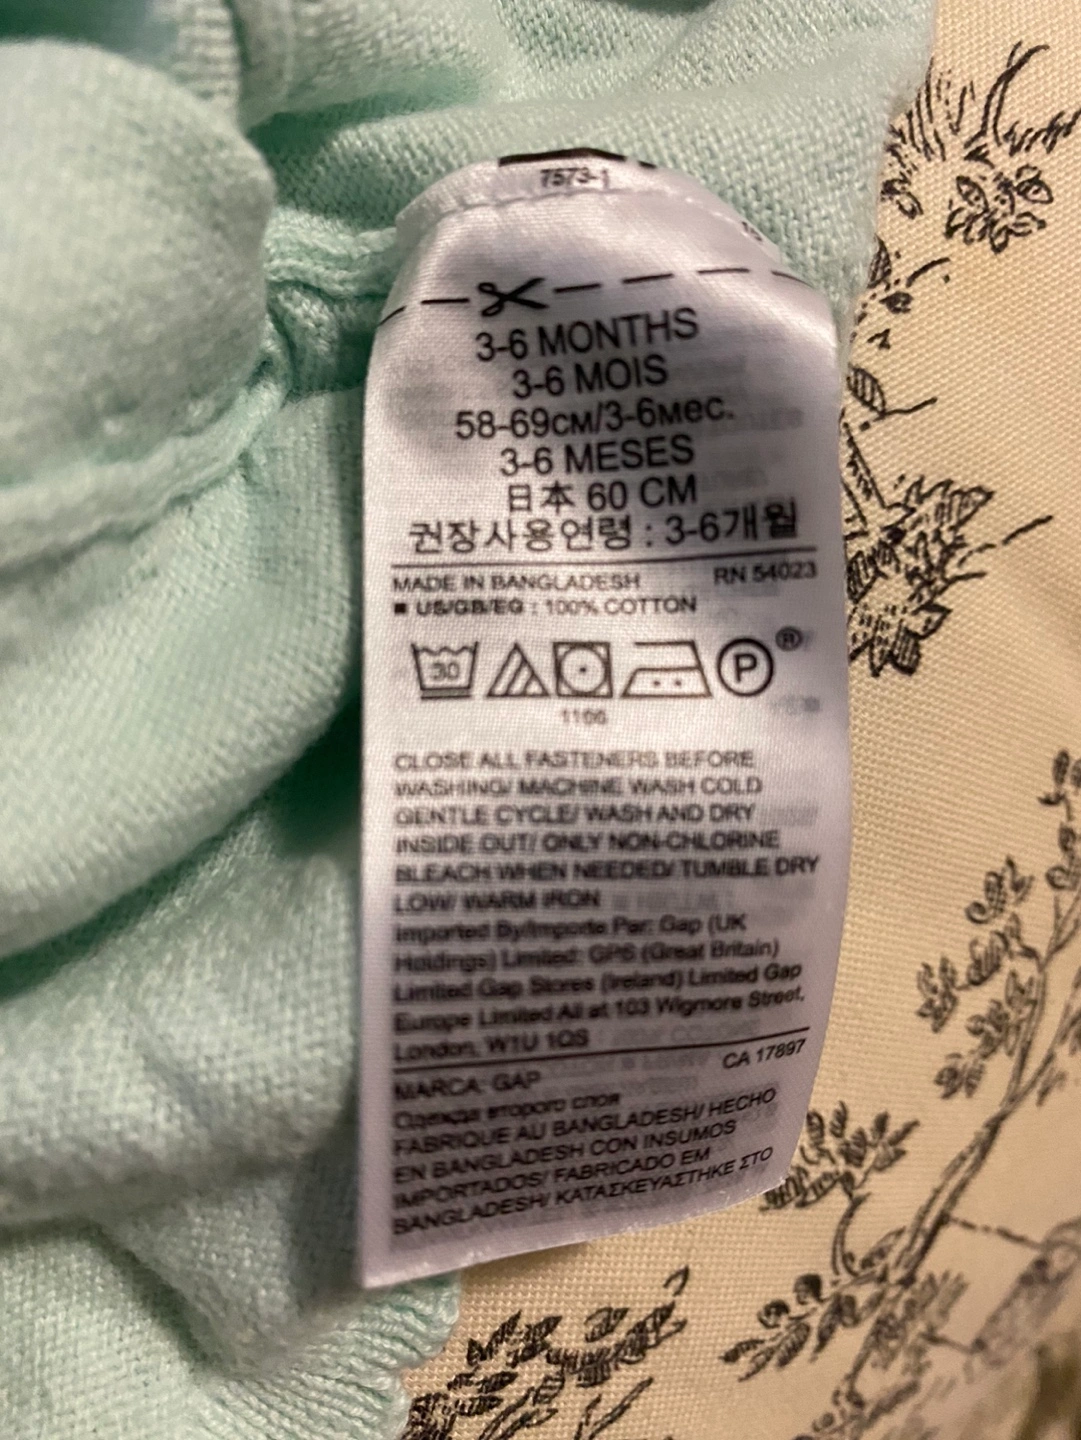 7573-1
3-6 MONTHS
3-6 MOIS
58-69см/3-6мес.
3-6 MESES
日本 60 CM
권장사용연령 : 3-6개월
MADE IN BANGLADESH RN 54023
■ US/GB/EG : 100% COTTON
30 P ®
1106
CLOSE ALL FASTENERS BEFORE
WASHING/ MACHINE WASH COLD
GENTLE CYCLE/ WASH AND DRY
INSIDE OUT/ ONLY NON-CHLORINE
BLEACH WHEN NEEDED/ TUMBLE DRY
LOW/ WARM IRON
Imported By/Importe Par: Gap (UK
Holdings) Limited: GPS (Great Britain)
Limited Gap Stores (Ireland) Limited Gap
Europe Limited All at 103 Wigmore Street,
London, W1U 1QS
CA 17897
MARCA: GAP
Одежда второго слоя
FABRIQUE AU BANGLADESH/ HECHO
EN BANGLADESH CON INSUMOS
IMPORTADOS/ FABRICADO EM
BANGLADESH/ ΚΑΤΑΣΚΕΥΑΣΤΗΚΕ ΣΤΟ